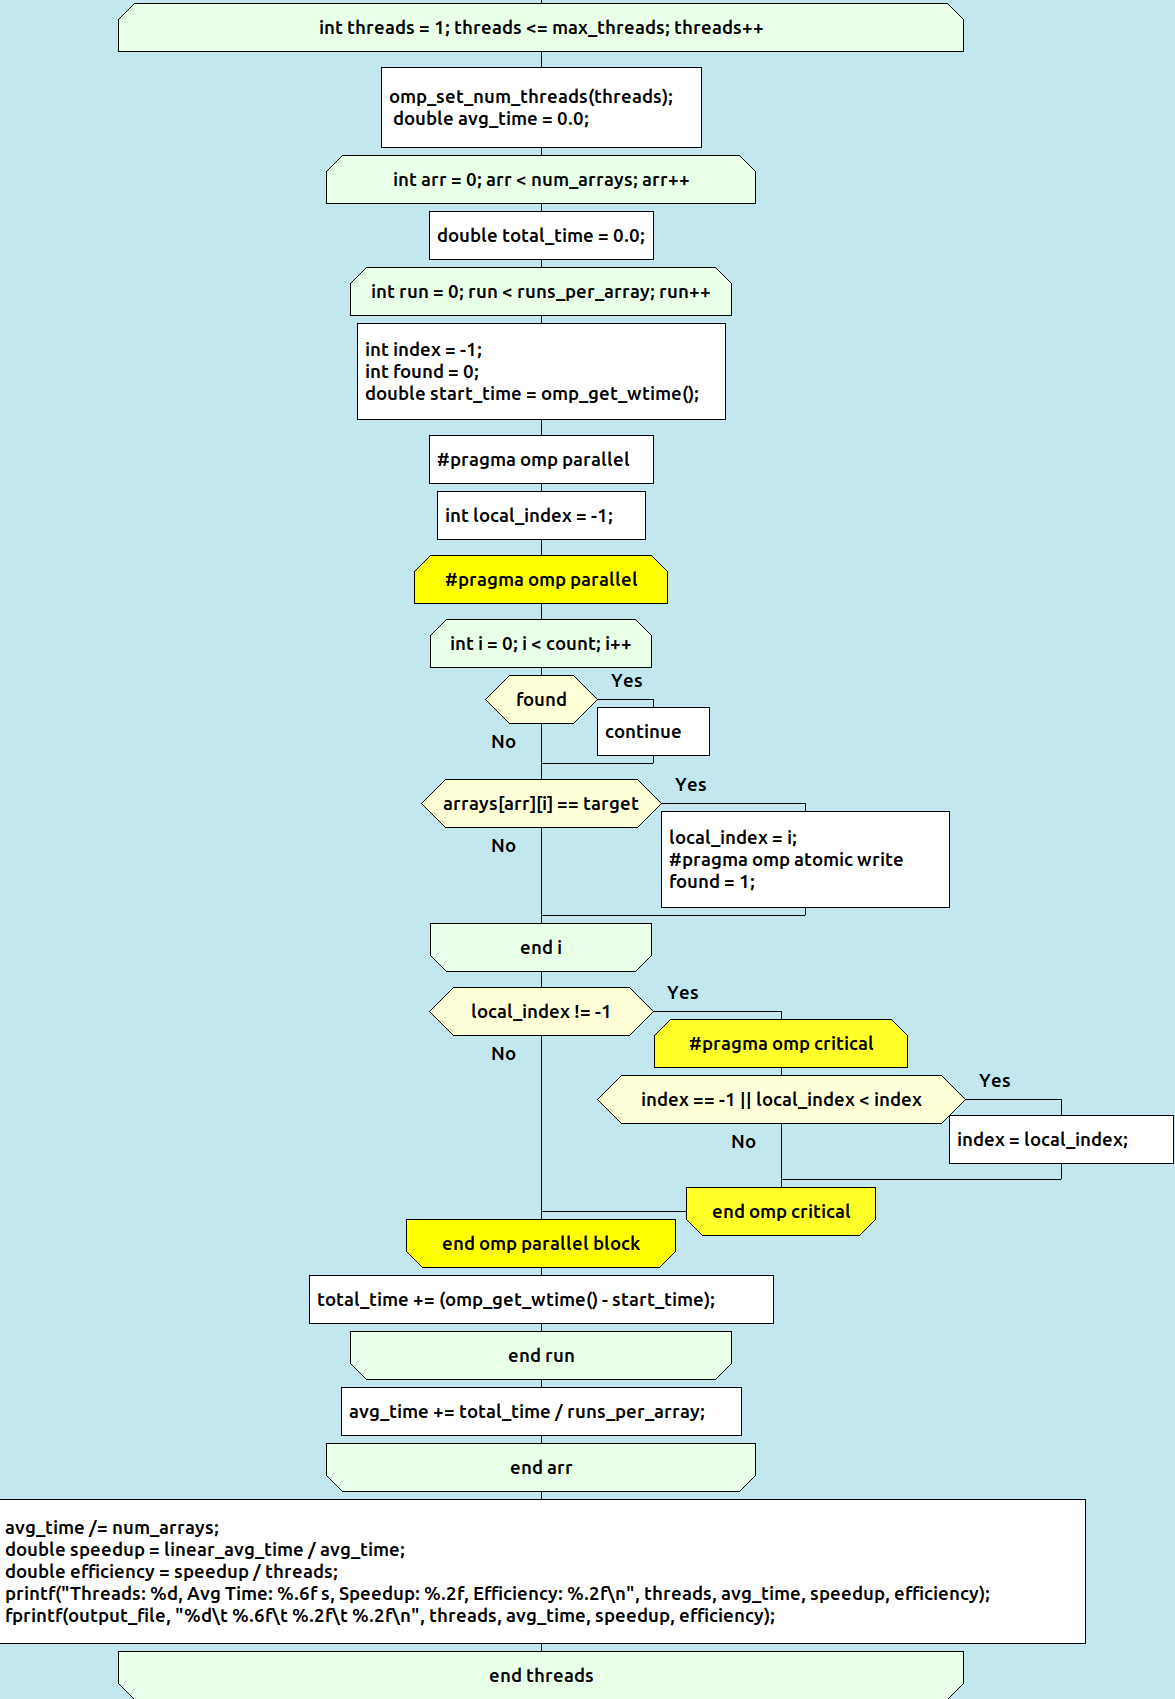 int threads = 1; threads <= max_threads; threads++
omp_set_num_threads(threads);
double avg_time = 0.0;
int arr = 0; arr < num_arrays; arr++
double total_time = 0.0;
int run = 0; run < runs_per_array; run++
int index = -1;
int found = 0;
double start_time = omp_get_wtime();
#pragma omp parallel
int local_index = -1;
#pragma omp parallel
int i = 0; i < count; i++
Yes
found
continue
No
Yes
arrays[arr][i] == target
local_index = i;
No
#pragma omp atomic write
found = 1;
end i
Yes
local_index != -1
#pragma omp critical
No
Yes
index == -1 || local_index < index
index = local_index;
No
end omp critical
end omp parallel block
total_time += (omp_get_wtime() - start_time);
end run
avg_time += total_time / runs_per_array;
end arr
avg_time /= num_arrays;
double speedup = linear_avg_time / avg_time;
double efficiency = speedup / threads;
printf("Threads: %d, Avg Time: %.6f s, Speedup: %.2f, Efficiency: %.2f\n", threads, avg_time, speedup, efficiency);
fprintf(output_file, "%d\t %.6f\t %.2f\t %.2f\n", threads, avg_time, speedup, efficiency);
end threads